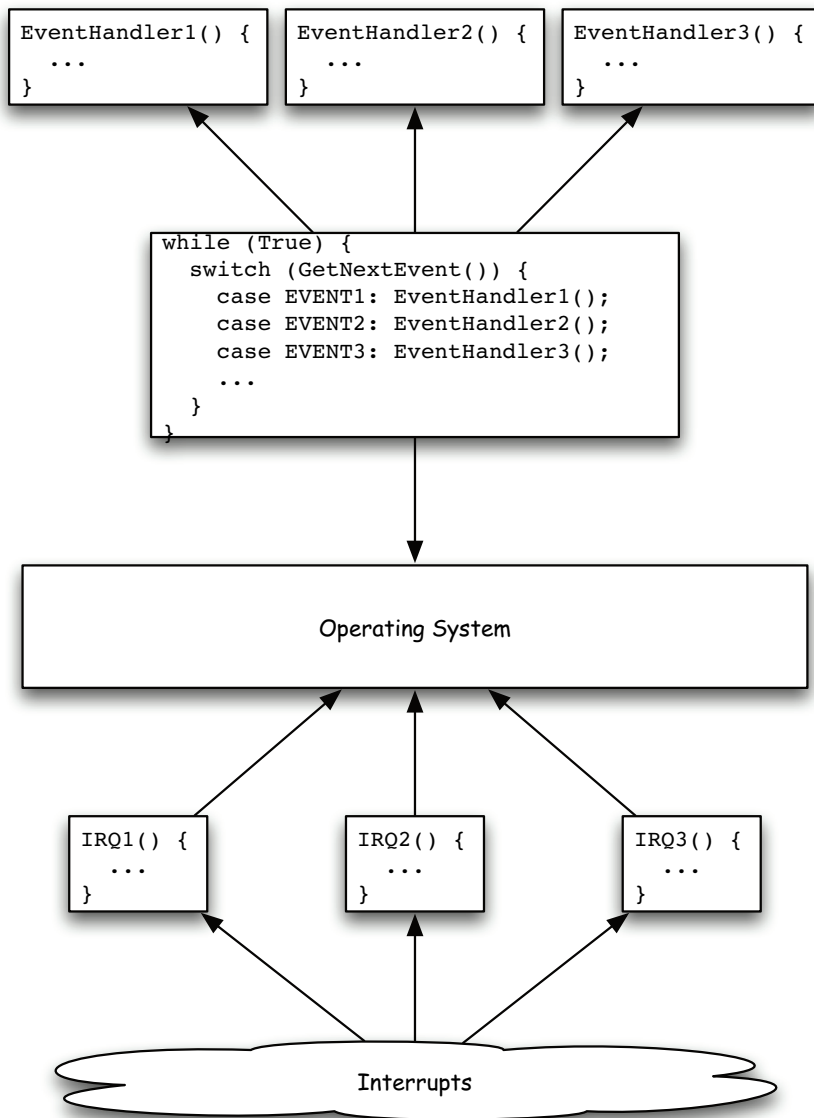 EventHandler1() {
  ...
}
EventHandler2() {
  ...
}
EventHandler3() {
  ...
}
while (True) {
  switch (GetNextEvent()) {
    case EVENT1: EventHandler1();
    case EVENT2: EventHandler2();
    case EVENT3: EventHandler3();
    ...
  }
}
Operating System
IRQ1() {
  ...
}
IRQ2() {
  ...
}
IRQ3() {
  ...
}
Interrupts